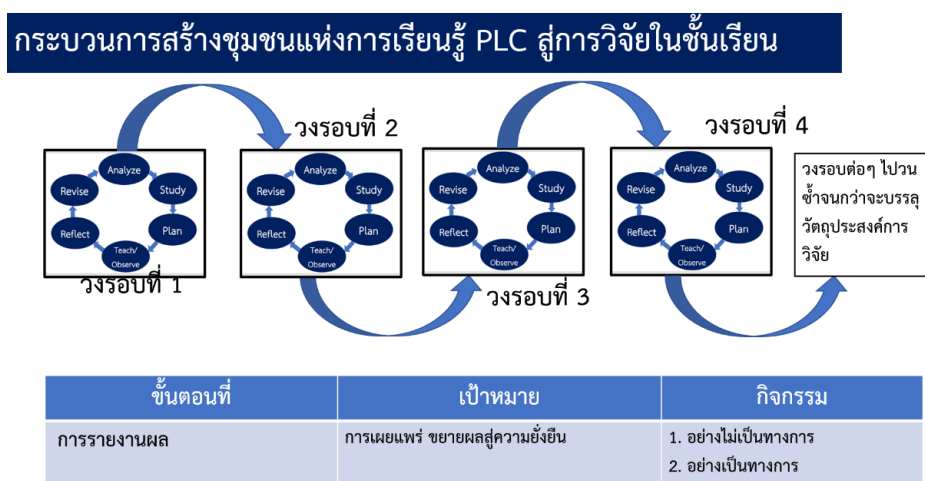 กระบวนการสร้างชุมชนแห่งการเรียนรู้ PLC สู่การวิจัยในชั้นเรียน
วงรอบที่ 1
Analyze
Study
Plan
Teach/
Observe
Reflect
Revise
วงรอบที่ 2
Analyze
Study
Plan
Teach/
Observe
Reflect
Revise
วงรอบที่ 3
Analyze
Study
Plan
Teach/
Observe
Reflect
Revise
วงรอบที่ 4
Analyze
Study
Plan
Teach/
Observe
Reflect
Revise
วงรอบต่อๆ ไปวน
ซ้ำจนกว่าจะบรรลุ
วัตถุประสงค์การ
วิจัย
ขั้นตอนที่
เป้าหมาย
กิจกรรม
การรายงานผล
การเผยแพร่ ขยายผลสู่ความยั่งยืน
1. อย่างไม่เป็นทางการ
2. อย่างเป็นทางการ